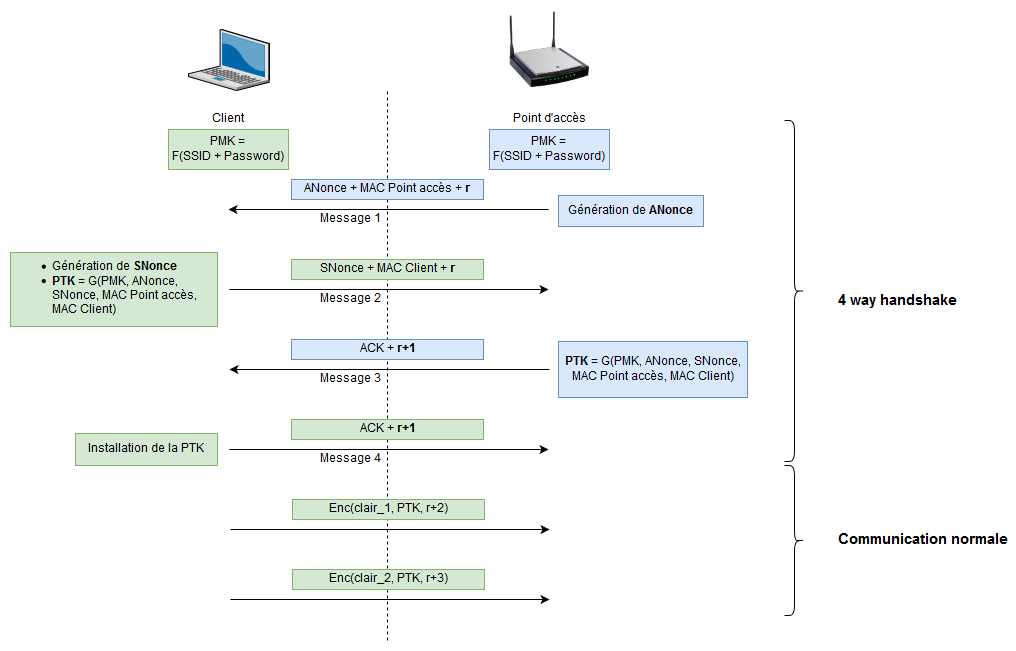 Client
Point d'accès
PMK =
F(SSID + Password)
PMK =
F(SSID + Password)
ANonce + MAC Point accès + r
Message 1
Génération de ANonce
• Génération de SNonce
• PTK = G(PMK, ANonce,
SNonce, MAC Point accès,
MAC Client)
SNonce + MAC Client + r
Message 2
4 way handshake
ACK + r+1
Message 3
PTK = G(PMK, ANonce, SNonce,
MAC Point accès, MAC Client)
Installation de la PTK
ACK + r+1
Message 4
Enc(clair_1, PTK, r+2)
Communication normale
Enc(clair_2, PTK, r+3)